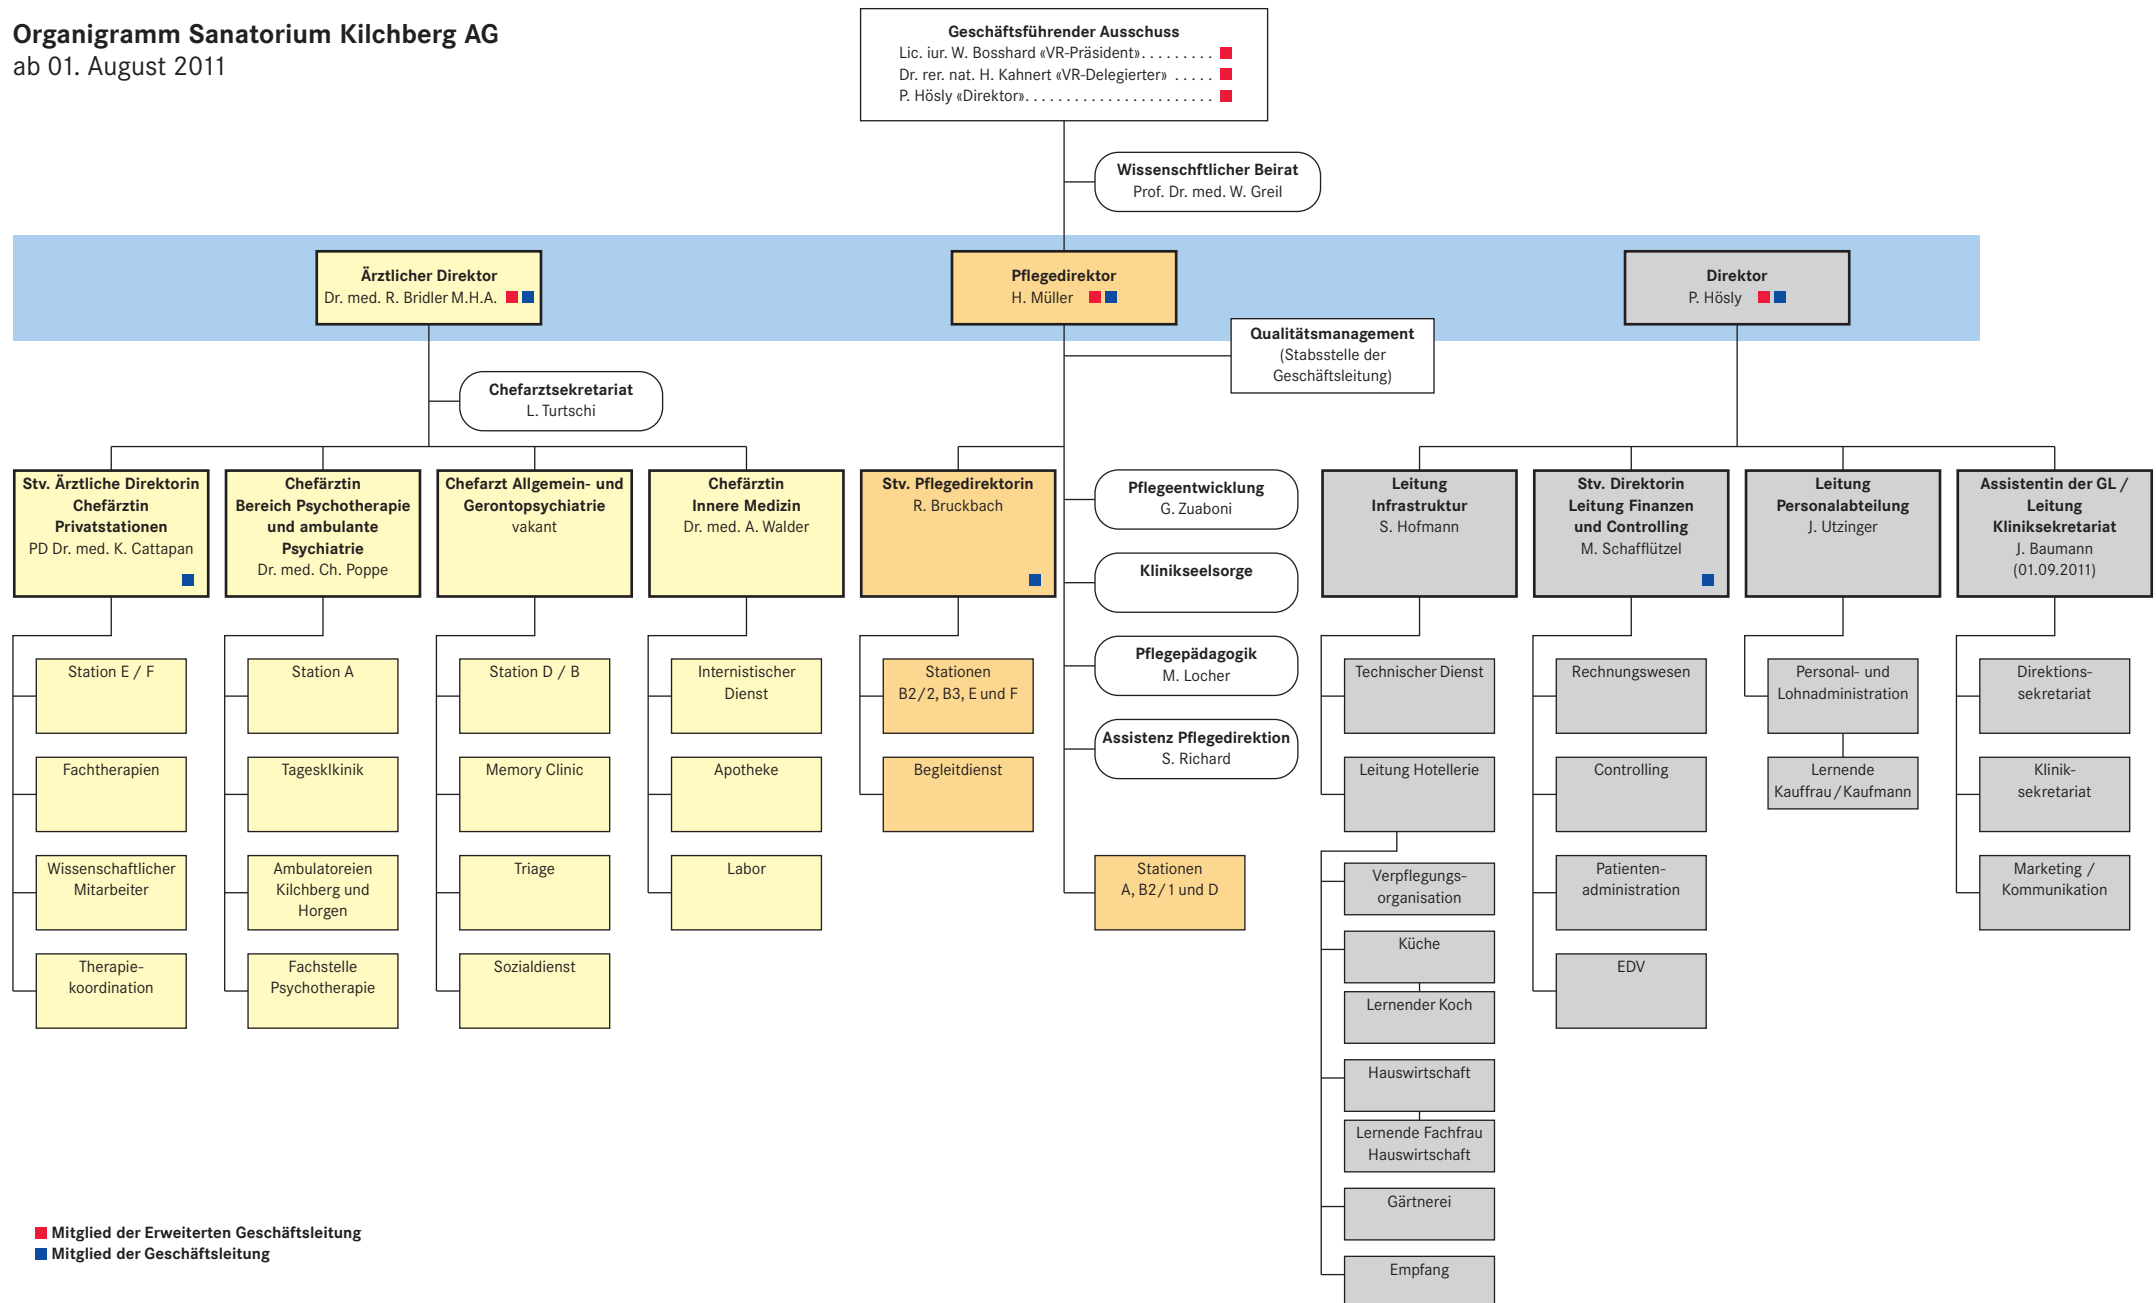 Organigramm Sanatorium Kilchberg AG
ab 01. August 2011
Geschäftsführender Ausschuss
Lic. iur. W. Bosshard «VR-Präsident». . . . . . . . .
Dr. rer. nat. H. Kahnert «VR-Delegierter» . . . . .
P. Hösly «Direktor». . . . . . . . . . . . . . . . . . . . . . .
Wissenschftlicher Beirat
Prof. Dr. med. W. Greil
Ärztlicher Direktor
Dr. med. R. Bridler M.H.A.
Pflegedirektor
H. Müller
Direktor
P. Hösly
Qualitätsmanagement
(Stabsstelle der
Geschäftsleitung)
Chefarztsekretariat
L. Turtschi
Stv. Ärztliche Direktorin
Chefärztin
Privatstationen
PD Dr. med. K. Cattapan
Chefärztin
Bereich Psychotherapie
und ambulante
Psychiatrie
Dr. med. Ch. Poppe
Chefarzt Allgemein- und
Gerontopsychiatrie
vakant
Chefärztin
Innere Medizin
Dr. med. A. Walder
Stv. Pflegedirektorin
R. Bruckbach
Pflegeentwicklung
G. Zuaboni
Klinikseelsorge
Pflegepädagogik
M. Locher
Assistenz Pflegedirektion
S. Richard
Leitung
Infrastruktur
S. Hofmann
Stv. Direktorin
Leitung Finanzen
und Controlling
M. Schafflützel
Leitung
Personalabteilung
J. Utzinger
Assistentin der GL /
Leitung
Kliniksekretariat
J. Baumann
(01.09.2011)
Station E / F
Fachtherapien
Wissenschaftlicher
Mitarbeiter
Therapie-
koordination
Station A
Tagesklkinik
Ambulatoreien
Kilchberg und
Horgen
Fachstelle
Psychotherapie
Station D / B
Memory Clinic
Triage
Sozialdienst
Internistischer
Dienst
Apotheke
Labor
Stationen
B2/2, B3, E und F
Begleitdienst
Stationen
A, B2/1 und D
Technischer Dienst
Leitung Hotellerie
Verpflegungs-
organisation
Küche
Lernender Koch
Hauswirtschaft
Lernende Fachfrau
Hauswirtschaft
Gärtnerei
Empfang
Rechnungswesen
Controlling
Patienten-
administration
EDV
Personal- und
Lohnadministration
Lernende
Kauffrau/Kaufmann
Direktions-
sekretariat
Klinik-
sekretariat
Marketing /
Kommunikation
Mitglied der Erweiterten Geschäftsleitung
Mitglied der Geschäftsleitung